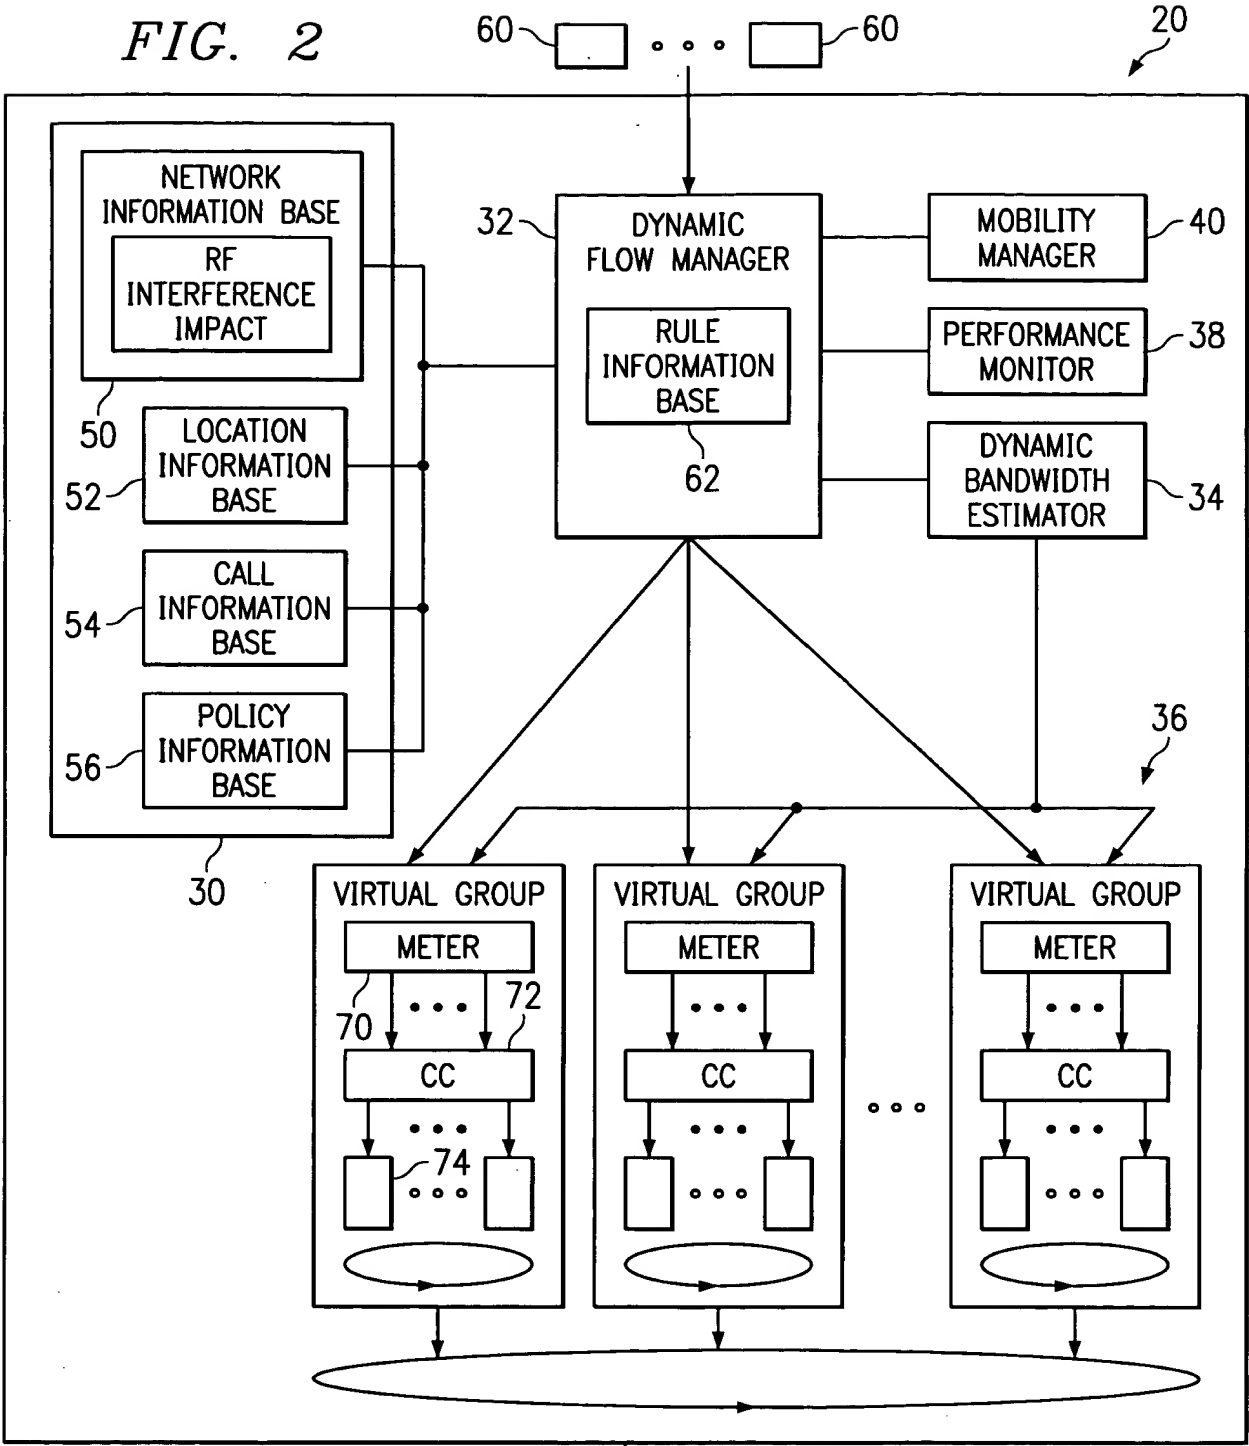 FIG. 2
60
60
20
NETWORK
INFORMATION BASE
RF
INTERFERENCE
IMPACT
50
LOCATION
INFORMATION
BASE
52
CALL
INFORMATION
BASE
54
POLICY
INFORMATION
BASE
56
30
32
DYNAMIC
FLOW MANAGER
RULE
INFORMATION
BASE
62
MOBILITY
MANAGER
40
PERFORMANCE
MONITOR
38
DYNAMIC
BANDWIDTH
ESTIMATOR
34
36
VIRTUAL GROUP
METER
70
72
CC
74
VIRTUAL GROUP
METER
CC
VIRTUAL GROUP
METER
CC